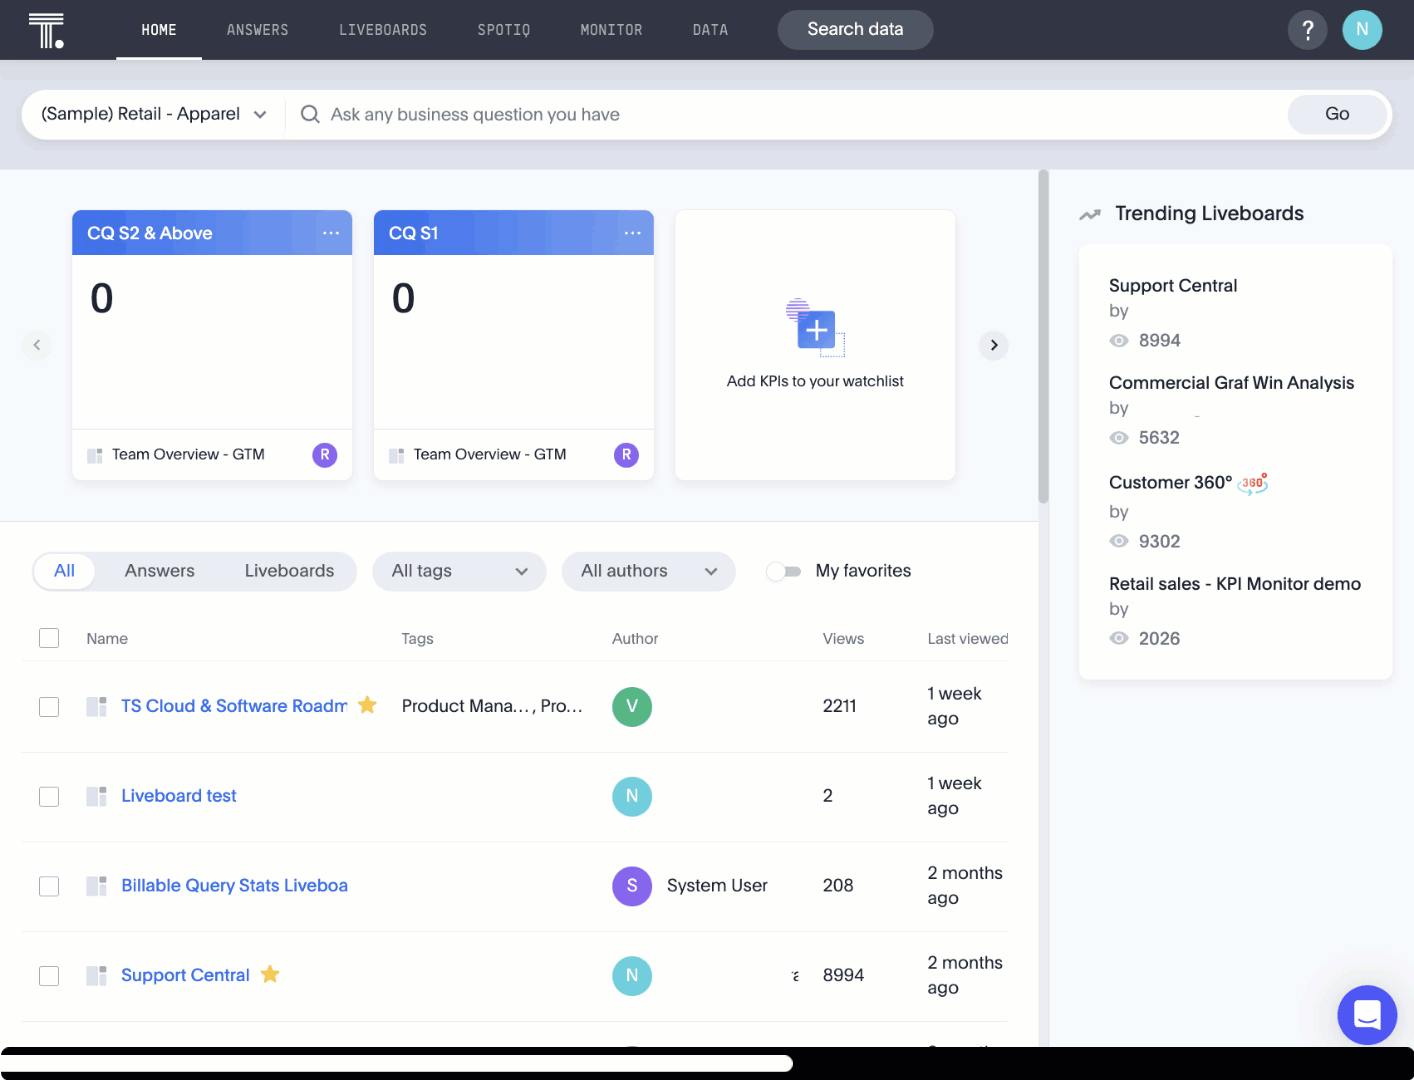 HOME ANSWERS LIVEBOARDS SPOTIQ MONITOR DATA Search data ? N
(Sample) Retail - Apparel Ask any business question you have Go
CQ S2 & Above ...
0
Team Overview - GTM R
CQ S1 ...
0
Team Overview - GTM R
Add KPIs to your watchlist
Trending Liveboards
Support Central
by
8994
Commercial Graf Win Analysis
by
5632
Customer 360° 360°
by
9302
Retail sales - KPI Monitor demo
by
2026
All Answers Liveboards All tags All authors My favorites
Name Tags Author Views Last viewed
TS Cloud & Software Roadm Product Mana... , Pro... V 2211 1 week
ago
Liveboard test N 2 1 week
ago
Billable Query Stats Liveboa S System User 208 2 months
ago
Support Central N 8994 2 months
ago